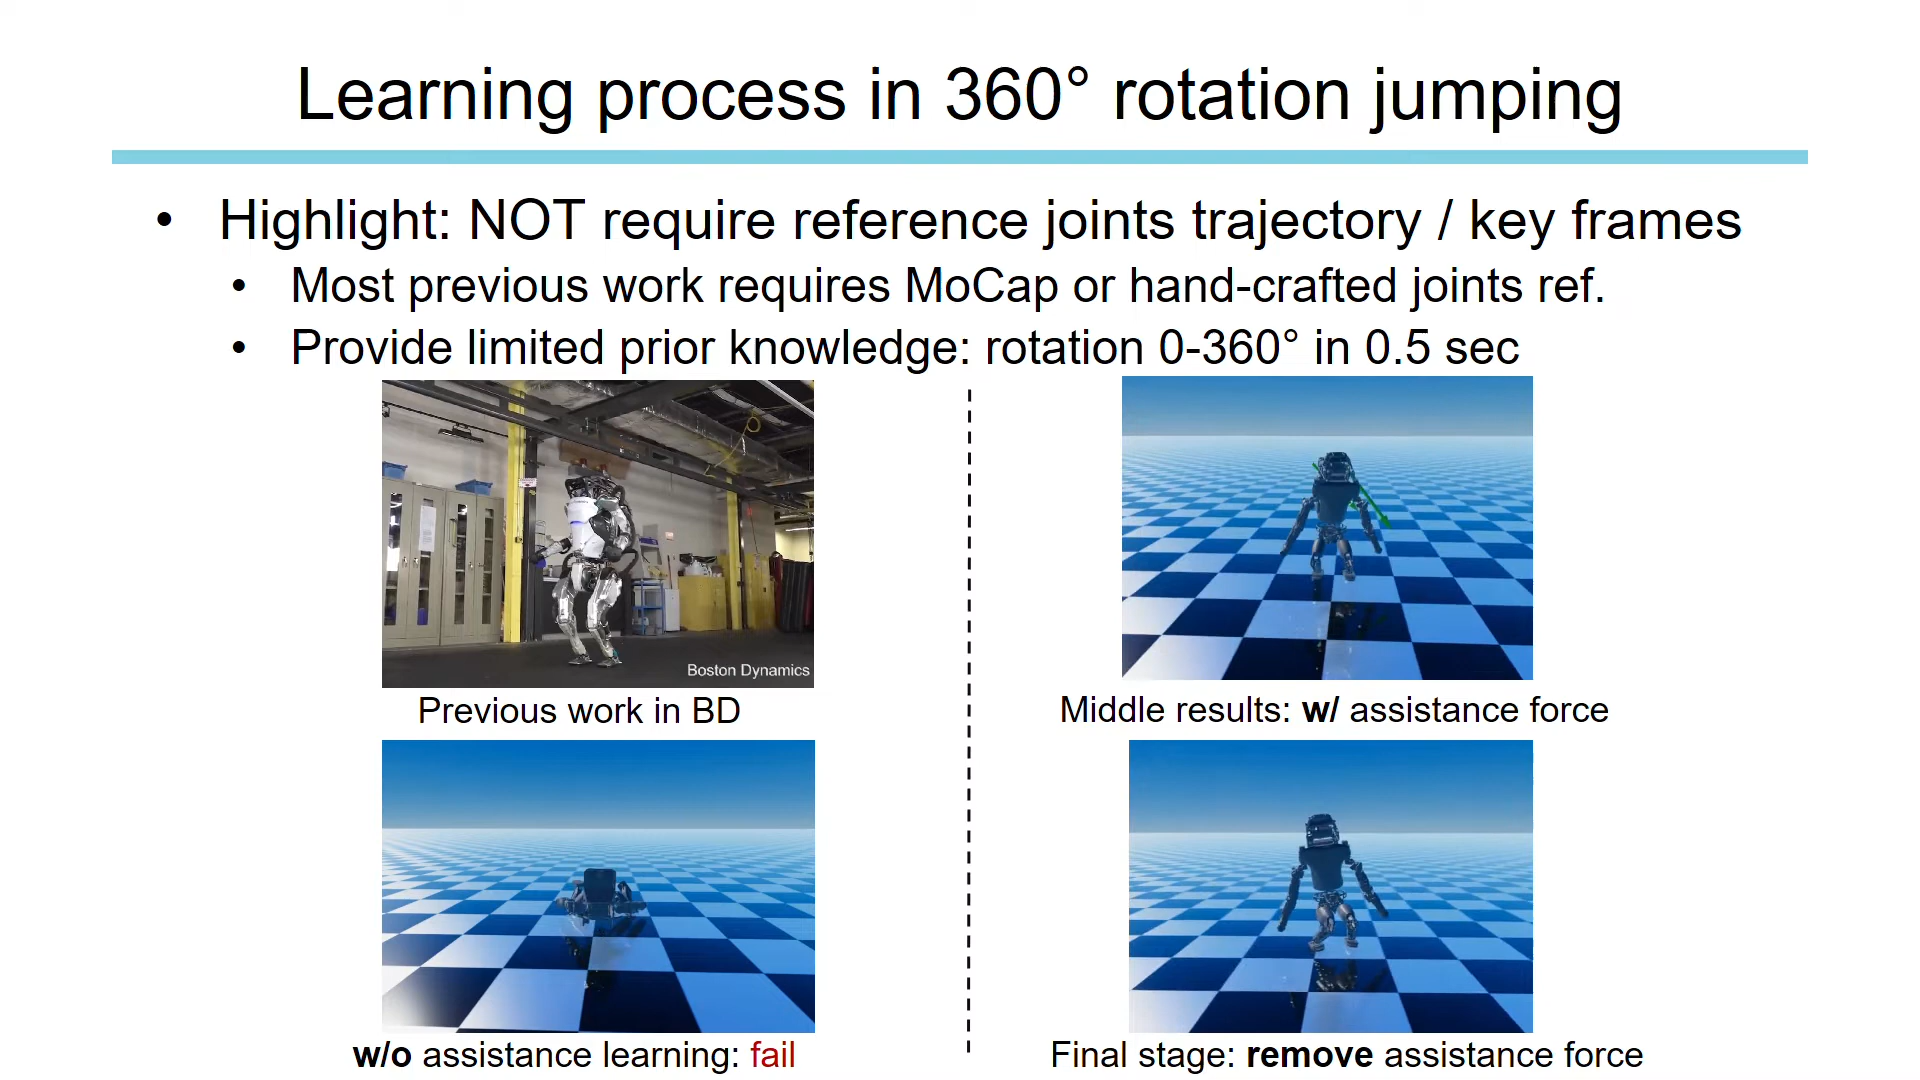 Learning process in 360° rotation jumping
• Highlight: NOT require reference joints trajectory / key frames
• Most previous work requires MoCap or hand-crafted joints ref.
• Provide limited prior knowledge: rotation 0-360° in 0.5 sec
Boston Dynamics
Previous work in BD
Middle results: w/ assistance force
w/o assistance learning: fail
Final stage: remove assistance force